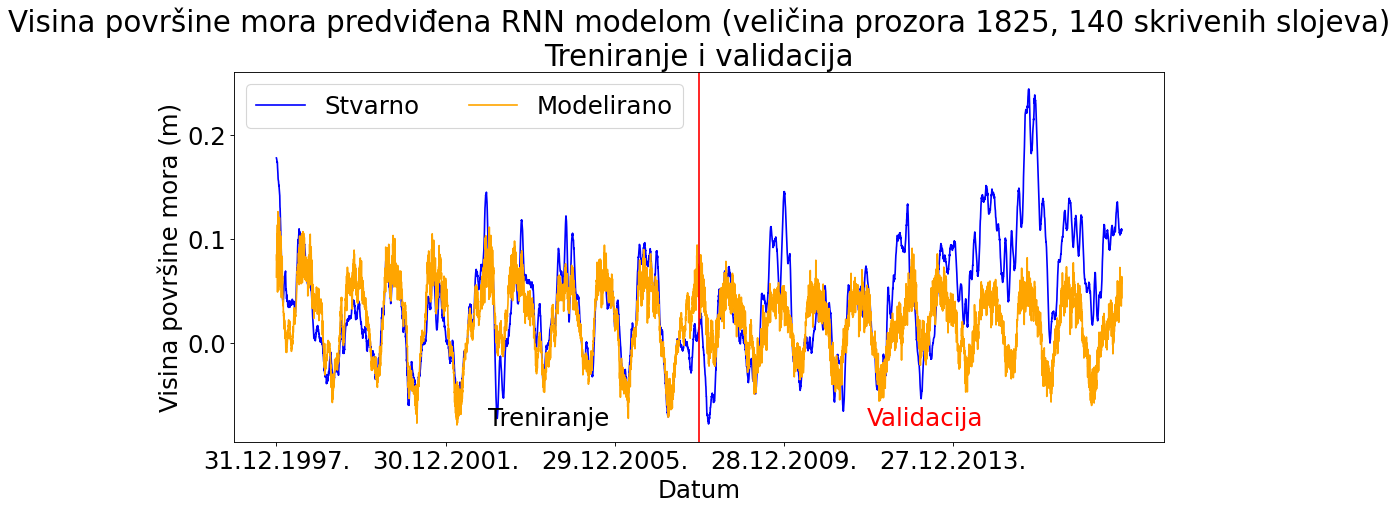 Visina površine mora predviđena RNN modelom (veličina prozora 1825, 140 skrivenih slojeva)
Treniranje i validacija
Stvarno
Modelirano
Visina površine mora (m)
0.2
0.1
0.0
Treniranje
Validacija
31.12.1997.
30.12.2001.
29.12.2005.
28.12.2009.
27.12.2013.
Datum